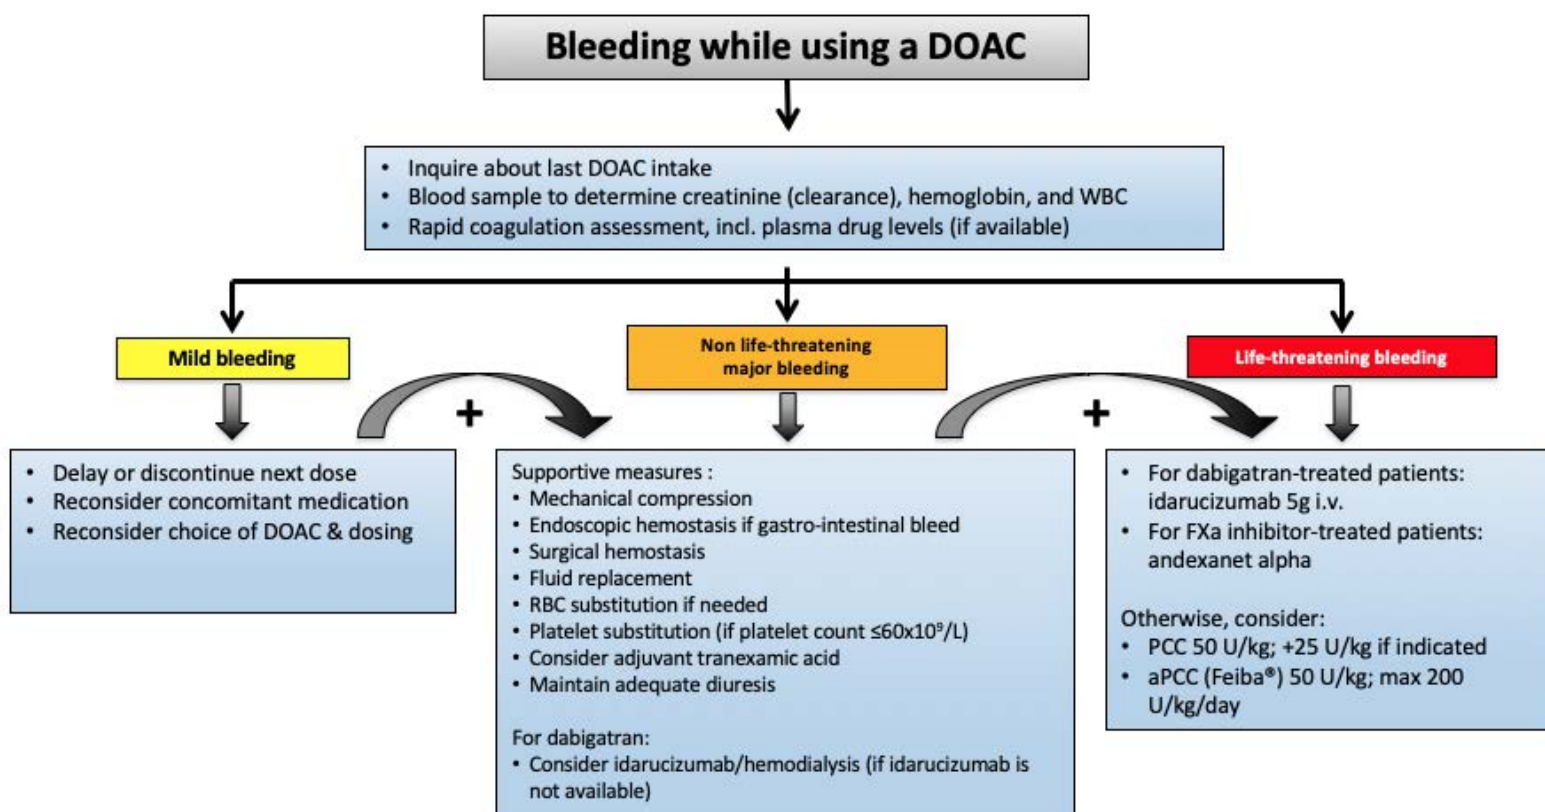 Bleeding while using a DOAC
• Inquire about last DOAC intake
• Blood sample to determine creatinine (clearance), hemoglobin, and WBC
• Rapid coagulation assessment, incl. plasma drug levels (if available)
Mild bleeding
Non life-threatening
major bleeding
Life-threatening bleeding
+
+
• Delay or discontinue next dose
• Reconsider concomitant medication
• Reconsider choice of DOAC & dosing
Supportive measures :
• Mechanical compression
• Endoscopic hemostasis if gastro-intestinal bleed
• Surgical hemostasis
• Fluid replacement
• RBC substitution if needed
• Platelet substitution (if platelet count ≤60x10⁹/L)
• Consider adjuvant tranexamic acid
• Maintain adequate diuresis
For dabigatran:
• Consider idarucizumab/hemodialysis (if idarucizumab is
not available)
• For dabigatran-treated patients:
idarucizumab 5g i.v.
• For FXa inhibitor-treated patients:
andexanet alpha
Otherwise, consider:
• PCC 50 U/kg; +25 U/kg if indicated
• aPCC (Feiba®) 50 U/kg; max 200
U/kg/day